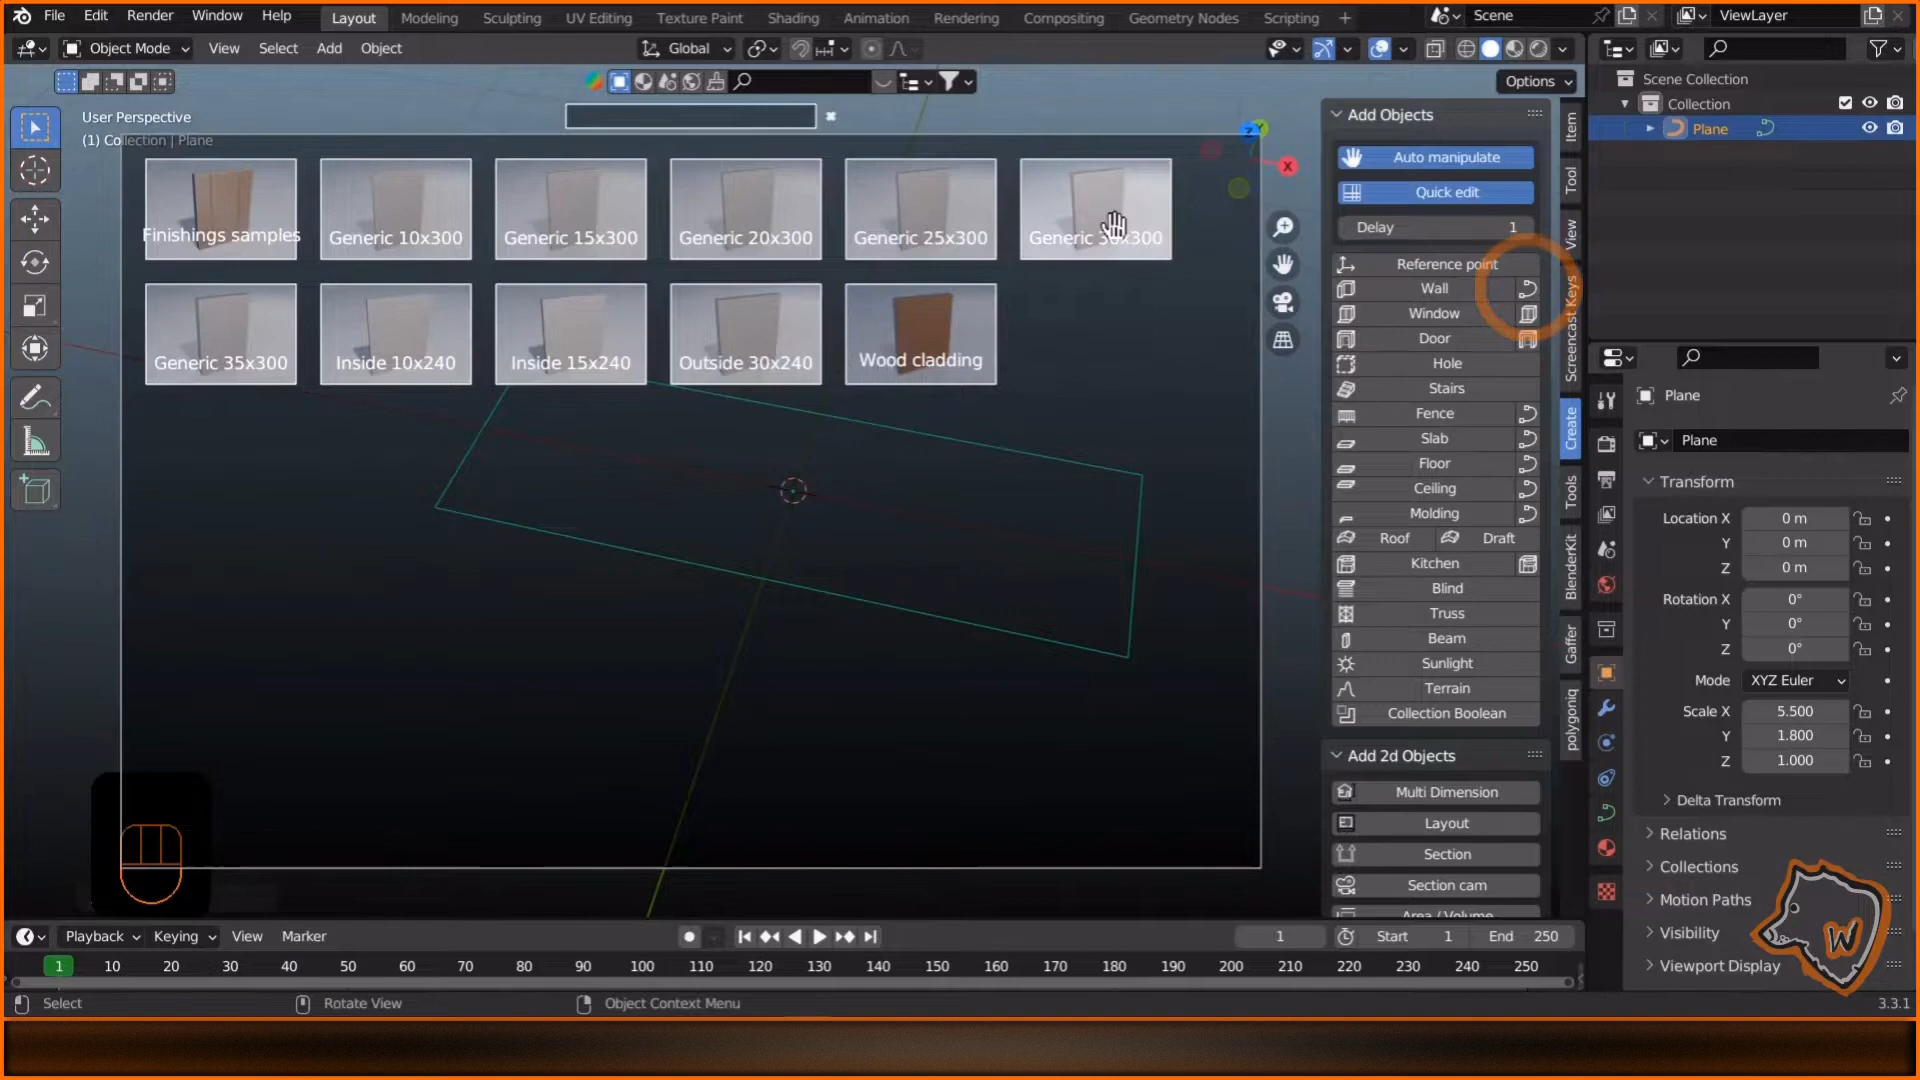 File Edit Render Window Help Layout Modeling Sculpting UV Editing Texture Paint Shading Animation Rendering Compositing Geometry Nodes Scripting + Scene ViewLayer
Object Mode View Select Add Object Global
Options
User Perspective
(1) Collection | Plane
Z
X
Finishings samples
Generic 10x300
Generic 15x300
Generic 20x300
Generic 25x300
Generic 30x300
Generic 35x300
Inside 10x240
Inside 15x240
Outside 30x240
Wood cladding
Add Objects
Auto manipulate
Quick edit
Delay 1
Reference point
Wall
Window
Door
Hole
Stairs
Fence
Slab
Floor
Ceiling
Molding
Roof Draft
Kitchen
Blind
Truss
Beam
Sunlight
Terrain
Collection Boolean
Add 2d Objects
Multi Dimension
Layout
Section
Section cam
Area / Volume
Item
Tool
View
Screencast Keys
Create
Tools
BlenderKit
Gaffer
polygoniq
Scene Collection
Collection
Plane
Plane
Plane
Transform
Location X 0 m
Y 0 m
Z 0 m
Rotation X 0°
Y 0°
Z 0°
Mode XYZ Euler
Scale X 5.500
Y 1.800
Z 1.000
Delta Transform
Relations
Collections
Motion Paths
Visibility
Viewport Display
W
Playback Keying View Marker 1 Start 1 End 250
1 10 20 30 40 50 60 70 80 90 100 110 120 130 140 150 160 170 180 190 200 210 220 230 240 250
Select Rotate View Object Context Menu 3.3.1